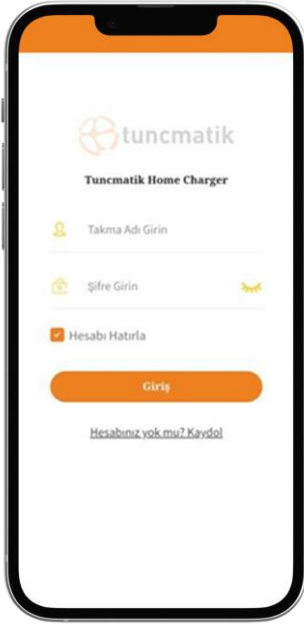 tuncmatik
Tuncmatik Home Charger
Takma Adı Girin
Şifre Girin
Hesabı Hatırla
Giriş
Hesabınız yok mu? Kaydol